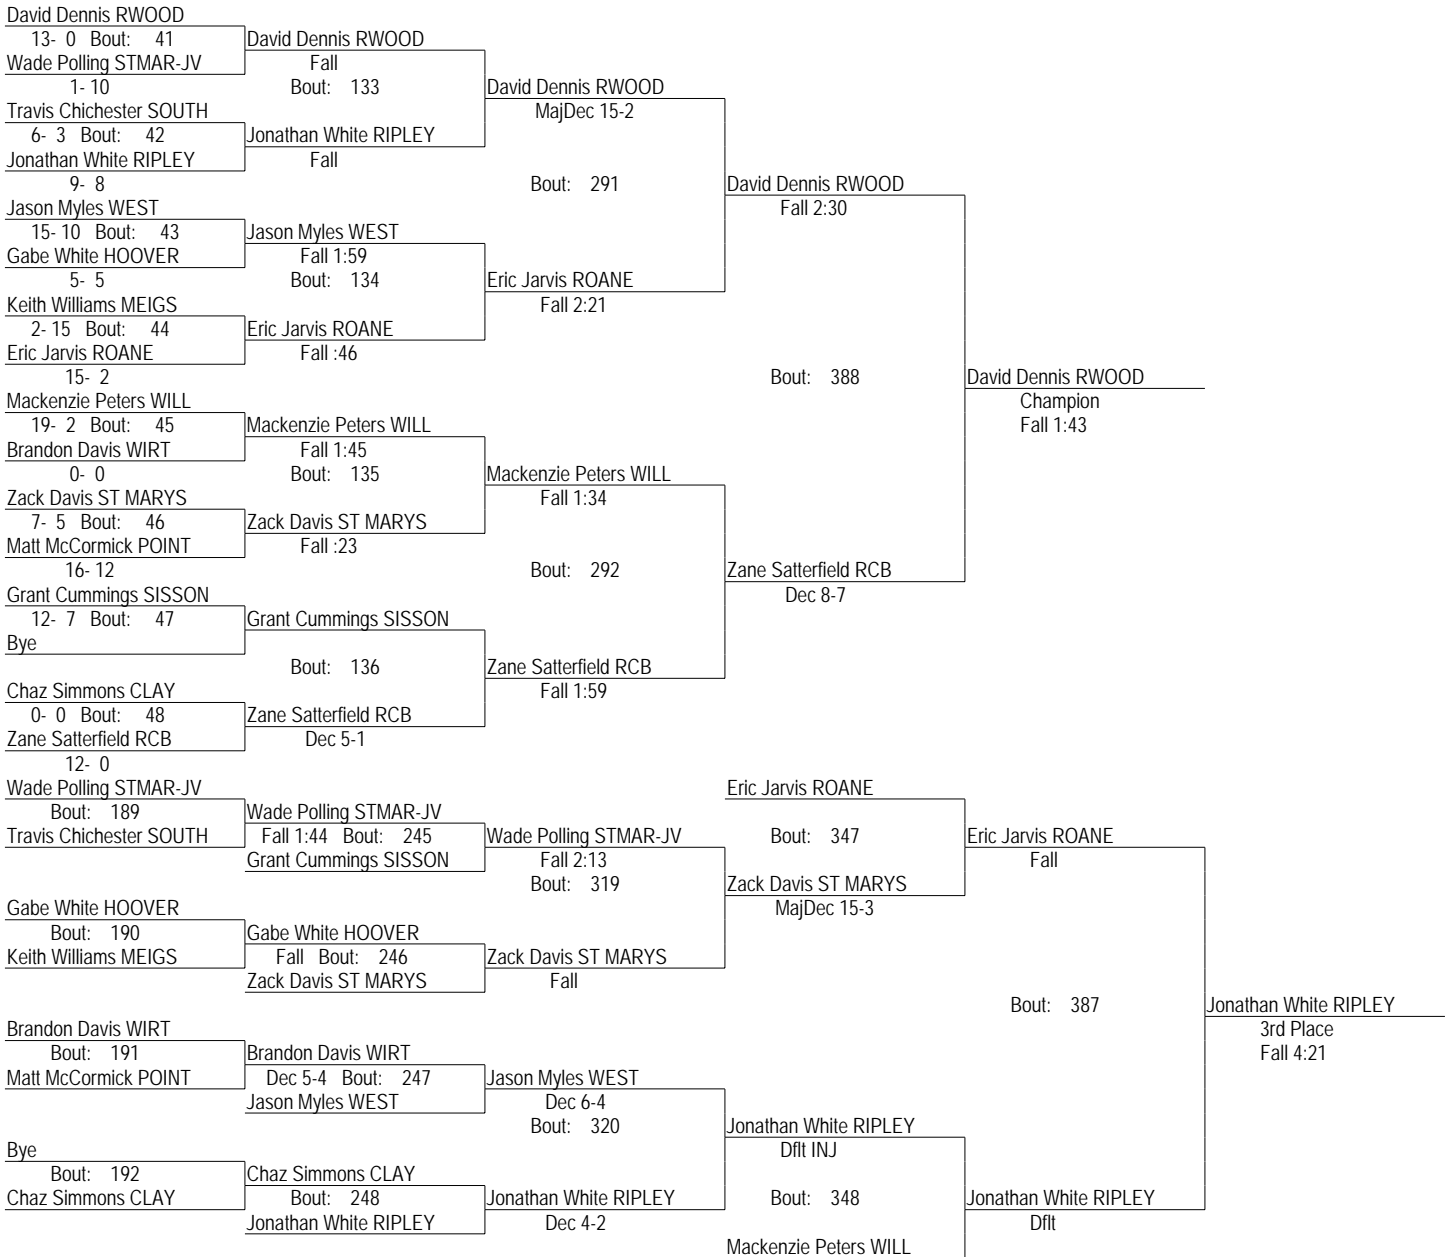 David Dennis RWOOD
13- 0 Bout: 41
David Dennis RWOOD
Wade Polling STMAR-JV
Fall
1- 10
Bout: 133
David Dennis RWOOD
Travis Chichester SOUTH
MajDec 15-2
6- 3 Bout: 42
Jonathan White RIPLEY
Jonathan White RIPLEY
Fall
9- 8
Bout: 291
David Dennis RWOOD
Jason Myles WEST
Fall 2:30
15- 10 Bout: 43
Jason Myles WEST
Gabe White HOOVER
Fall 1:59
5- 5
Bout: 134
Eric Jarvis ROANE
Keith Williams MEIGS
Fall 2:21
2- 15 Bout: 44
Eric Jarvis ROANE
Eric Jarvis ROANE
Fall :46
15- 2
Bout: 388
David Dennis RWOOD
Mackenzie Peters WILL
Champion
19- 2 Bout: 45
Mackenzie Peters WILL
Fall 1:43
Brandon Davis WIRT
Fall 1:45
0- 0
Bout: 135
Mackenzie Peters WILL
Zack Davis ST MARYS
Fall 1:34
7- 5 Bout: 46
Zack Davis ST MARYS
Matt McCormick POINT
Fall :23
16- 12
Bout: 292
Zane Satterfield RCB
Grant Cummings SISSON
Dec 8-7
12- 7 Bout: 47
Grant Cummings SISSON
Bye
Bout: 136
Zane Satterfield RCB
Chaz Simmons CLAY
Fall 1:59
0- 0 Bout: 48
Zane Satterfield RCB
Zane Satterfield RCB
Dec 5-1
12- 0
Wade Polling STMAR-JV
Eric Jarvis ROANE
Bout: 189
Wade Polling STMAR-JV
Travis Chichester SOUTH
Fall 1:44 Bout: 245
Wade Polling STMAR-JV
Bout: 347
Eric Jarvis ROANE
Grant Cummings SISSON
Fall 2:13
Fall
Bout: 319
Zack Davis ST MARYS
Gabe White HOOVER
MajDec 15-3
Bout: 190
Gabe White HOOVER
Keith Williams MEIGS
Fall Bout: 246
Zack Davis ST MARYS
Zack Davis ST MARYS
Fall
Bout: 387
Jonathan White RIPLEY
Brandon Davis WIRT
3rd Place
Bout: 191
Brandon Davis WIRT
Fall 4:21
Matt McCormick POINT
Dec 5-4 Bout: 247
Jason Myles WEST
Jason Myles WEST
Dec 6-4
Bout: 320
Jonathan White RIPLEY
Bye
Dflt INJ
Bout: 192
Chaz Simmons CLAY
Chaz Simmons CLAY
Bout: 248
Jonathan White RIPLEY
Bout: 348
Jonathan White RIPLEY
Jonathan White RIPLEY
Dec 4-2
Dflt
Mackenzie Peters WILL